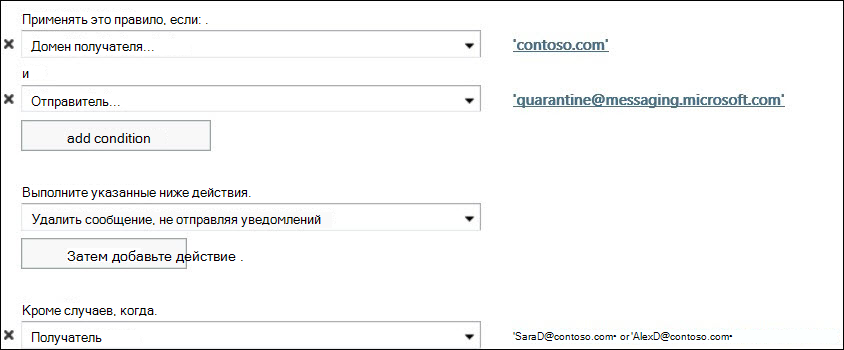 Применять это правило, если: .
Домен получателя... 'contoso.com'
и
Отправитель... 'quarantine@messaging.microsoft.com'
add condition
Выполните указанные ниже действия.
Удалить сообщение, не отправляя уведомлений
Затем добавьте действие .
Кроме случаев, когда.
Получатель 'SaraD@contoso.com• or 'AlexD@contoso.com•